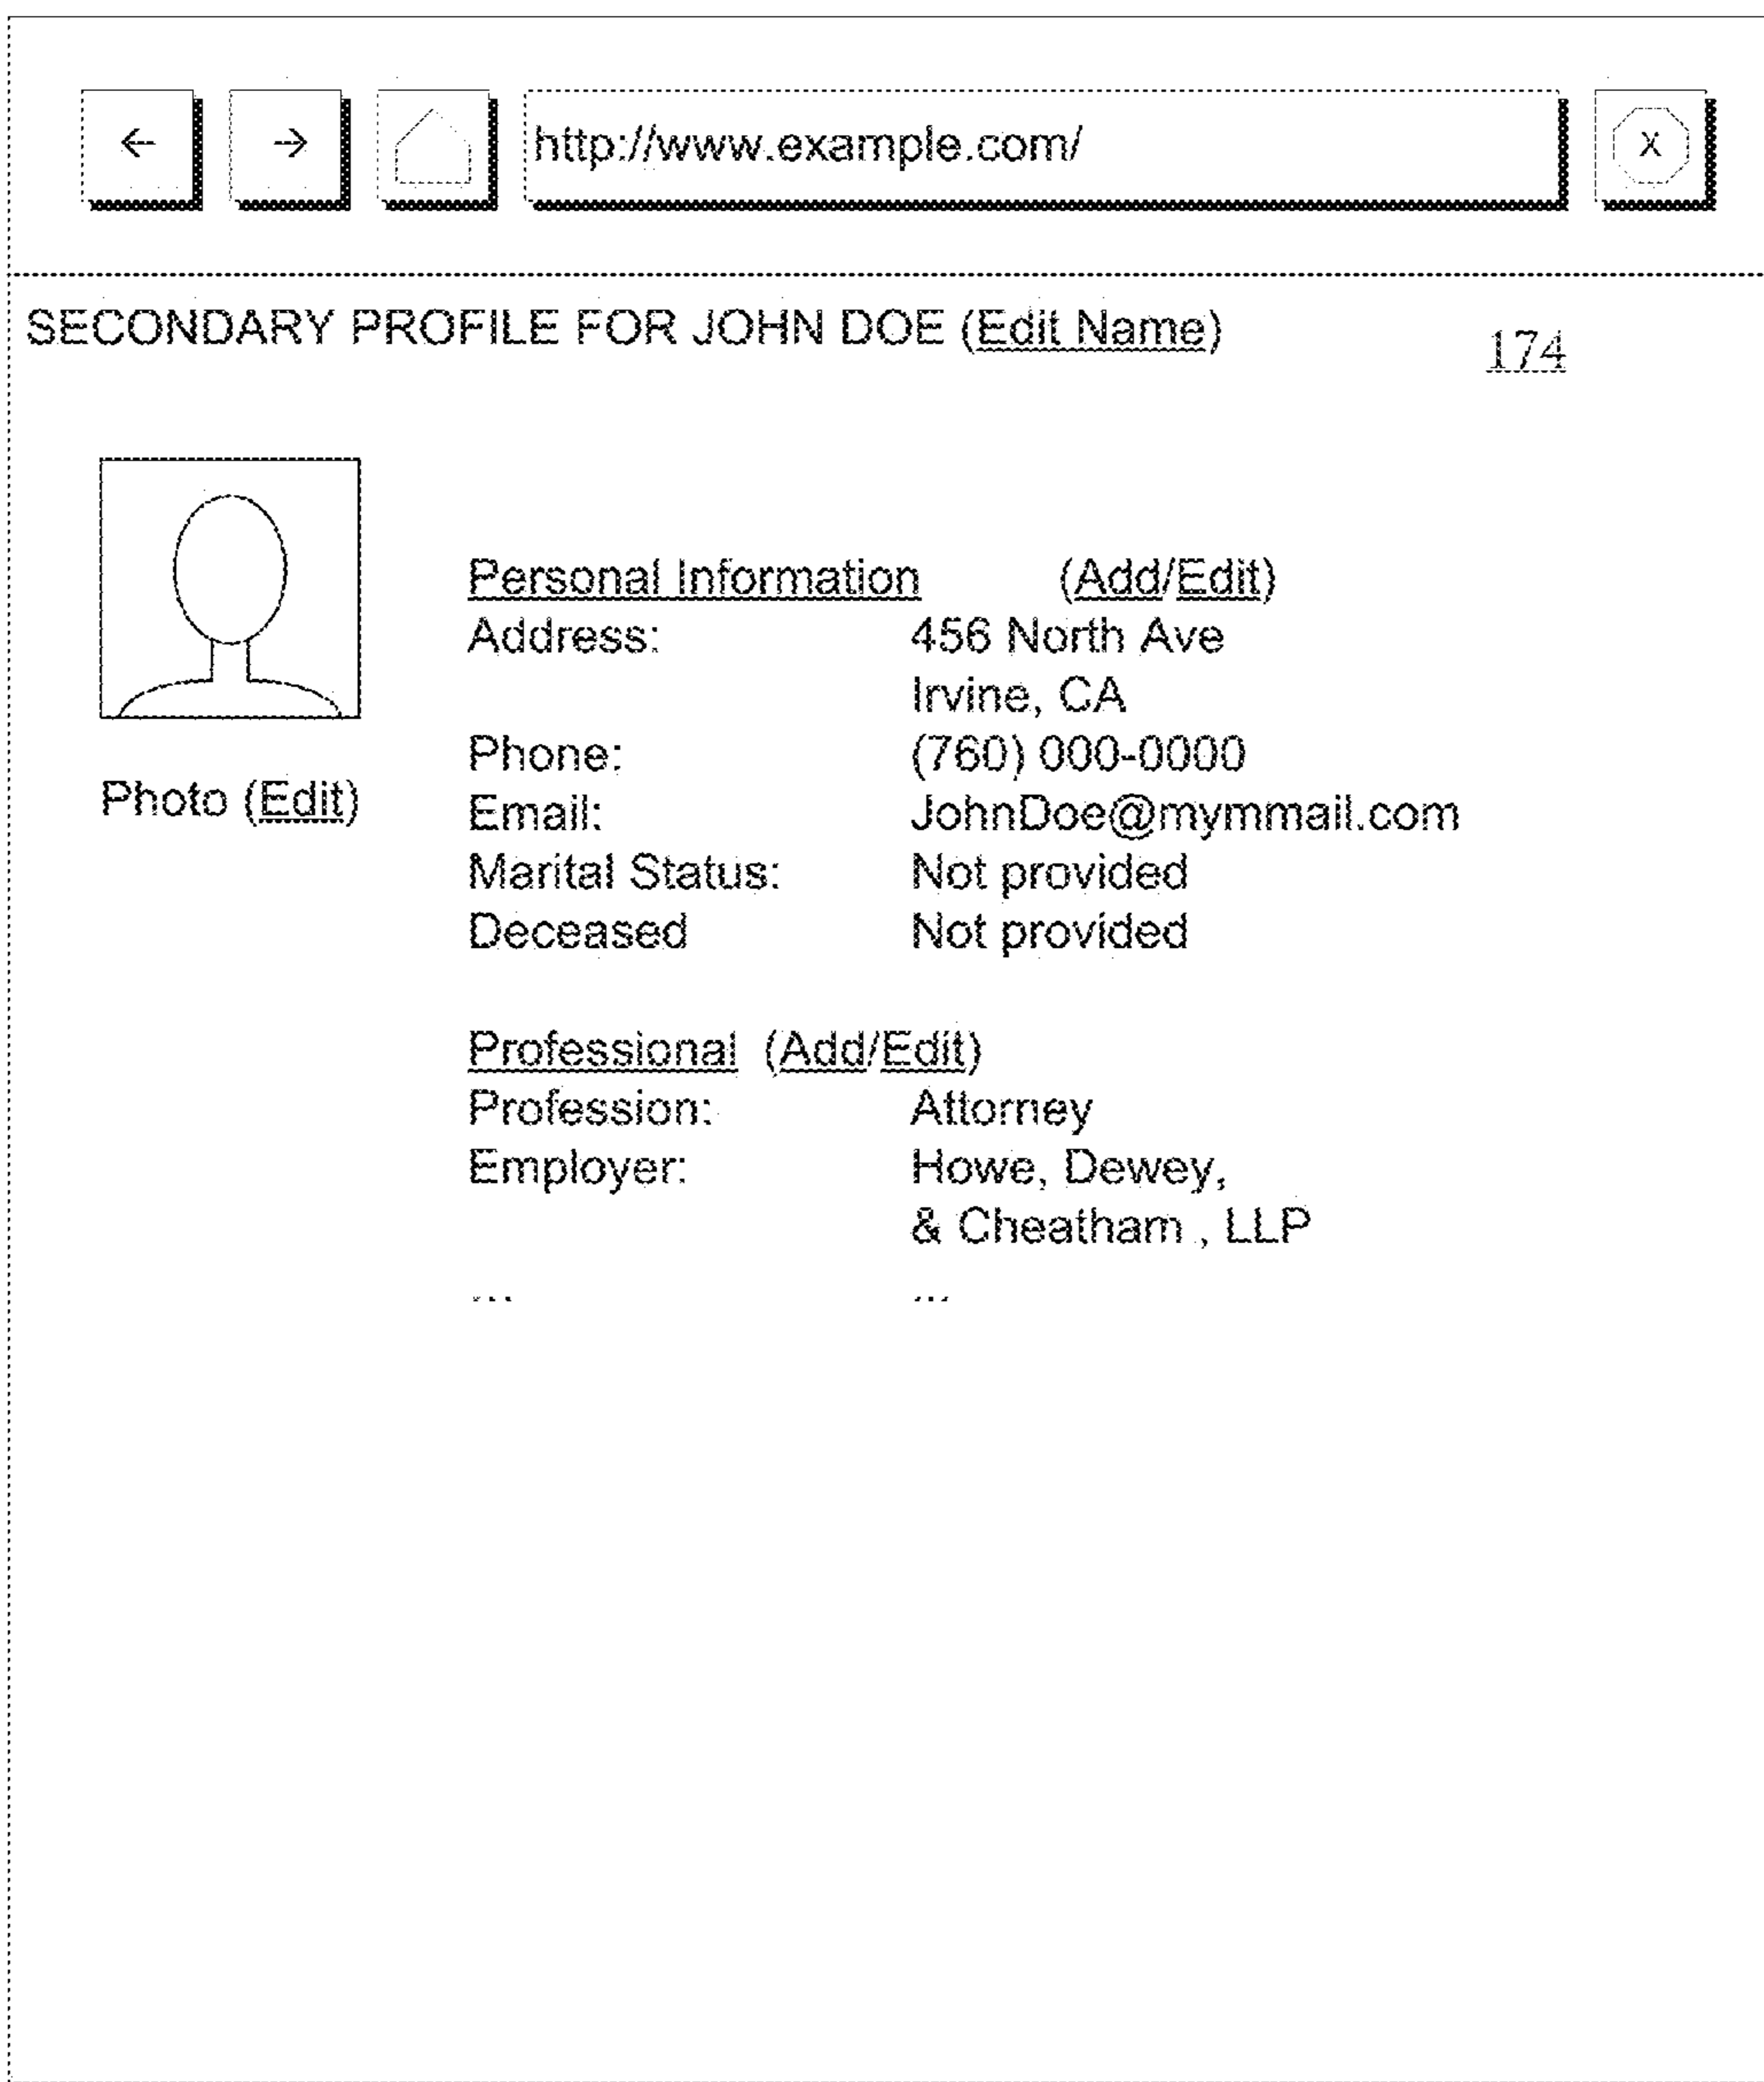 ← → http://www.example.com/ X
SECONDARY PROFILE FOR JOHN DOE (Edit Name)
174
Personal Information (Add/Edit)
Address: 456 North Ave
Irvine, CA
Phone: (760) 000-0000
Photo (Edit)
Email: JohnDoe@mymmail.com
Marital Status: Not provided
Deceased Not provided
Professional (Add/Edit)
Profession: Attorney
Employer: Howe, Dewey,
& Cheatham , LLP
... ...